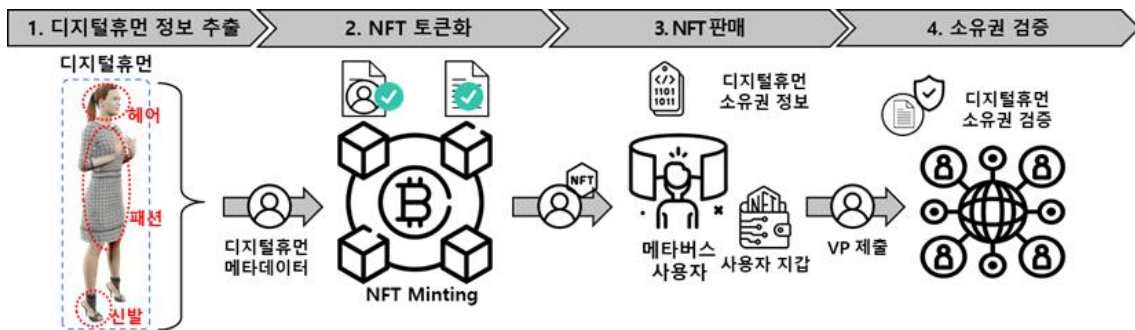 1. 디지털휴먼 정보 추출
2. NFT 토큰화
3. NFT 판매
4. 소유권 검증
디지털휴먼
헤어
패션
신발
디지털휴먼
메타데이터
NFT Minting
NFT
</>
1101
1011
디지털휴먼
소유권 정보
메타버스
사용자
NFT
사용자 지갑
VP 제출
디지털휴먼
소유권 검증